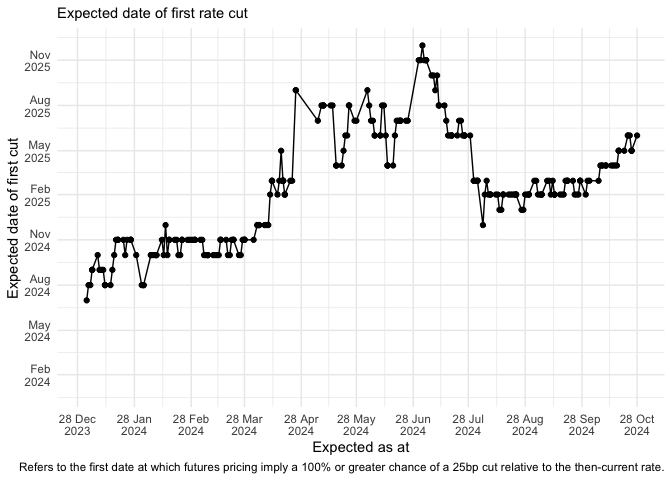 Expected date of first rate cut
Expected date of first cut
Nov
2025
Aug
2025
May
2025
Feb
2025
Nov
2024
Aug
2024
May
2024
Feb
2024
28 Dec
2023
28 Jan
2024
28 Feb
2024
28 Mar
2024
28 Apr
2024
28 May
2024
28 Jun
2024
28 Jul
2024
28 Aug
2024
28 Sep
2024
28 Oct
2024
Expected as at
Refers to the first date at which futures pricing imply a 100% or greater chance of a 25bp cut relative to the then-current rate.